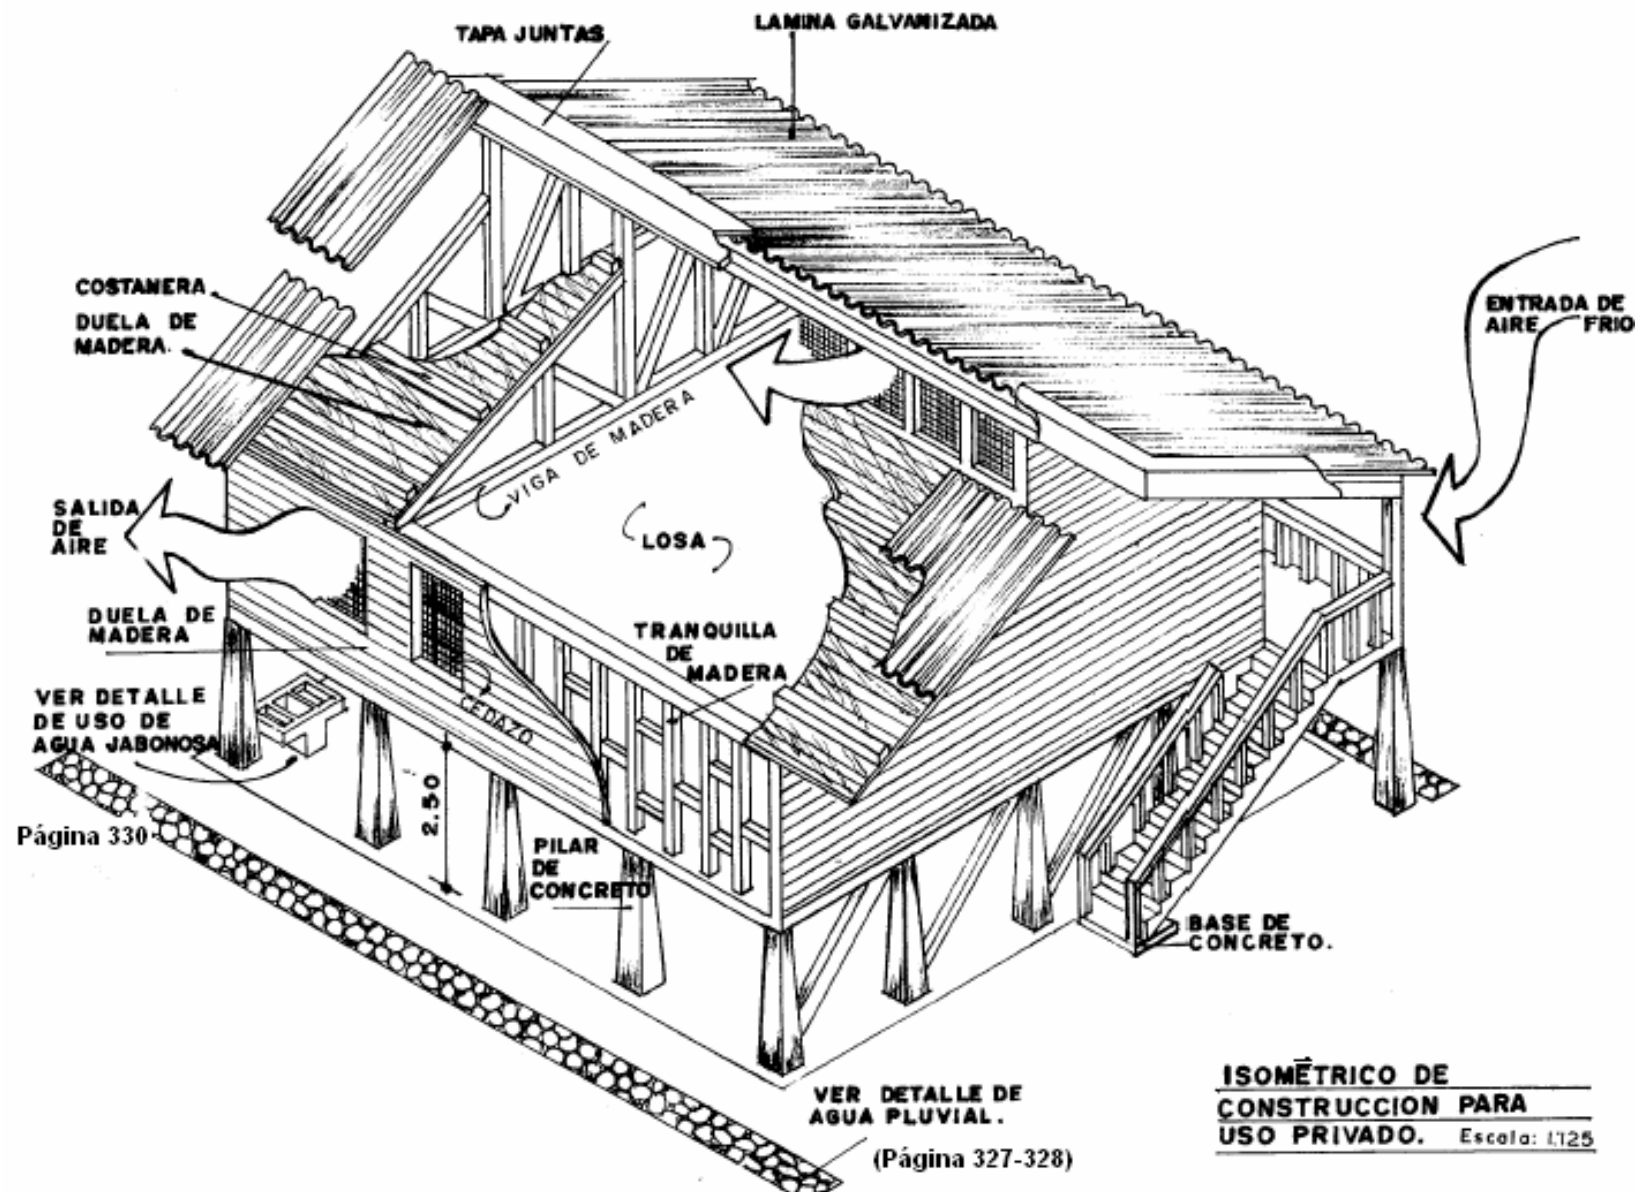 TAPA JUNTAS
LAMINA GALVANIZADA
COSTANERA
DUELA DE
MADERA.
ENTRADA DE
AIRE FRIO
VIGA DE MADERA
LOSA
SALIDA
DE
AIRE
DUELA DE
MADERA
TRANQUILLA
DE
MADERA
CEDAZO
VER DETALLE
DE USO DE
AGUA JABONOSA
Página 330
2.50
PILAR
DE
CONCRETO
BASE DE
CONCRETO.
VER DETALLE DE
AGUA PLUVIAL.
(Página 327-328)
ISOMÉTRICO DE
CONSTRUCCION PARA
USO PRIVADO. Escala: 1:125